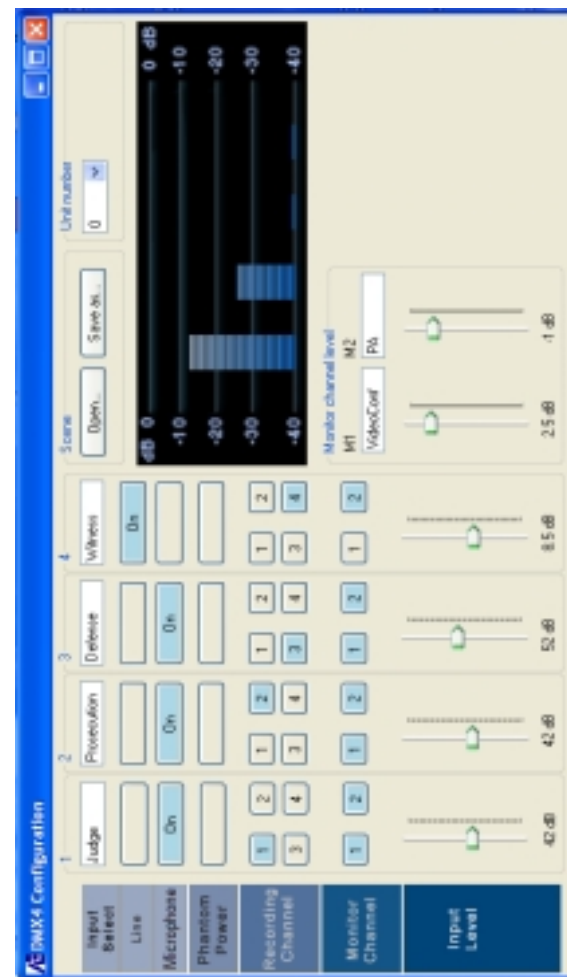 DMX4 Configuration
1 2 3 4
Input Select Judge Prosecution Defense Witness
Line On
Microphone On On On
Phantom Power
Recording Channel
1 2 1 2 1 2 1 2
3 4 3 4 3 4 3 4
Monitor Channel 1 2 1 2 1 2 1 2
Input Level
42 dB 42 dB 52 dB 8.5 dB
Scene
Open... Save as...
Unit number
0
dB 0 0 dB
-10 -10
-20 -20
-30 -30
-40 -40
Monitor channel level
M1 M2
VideoConf PA
2.5 dB -1 dB